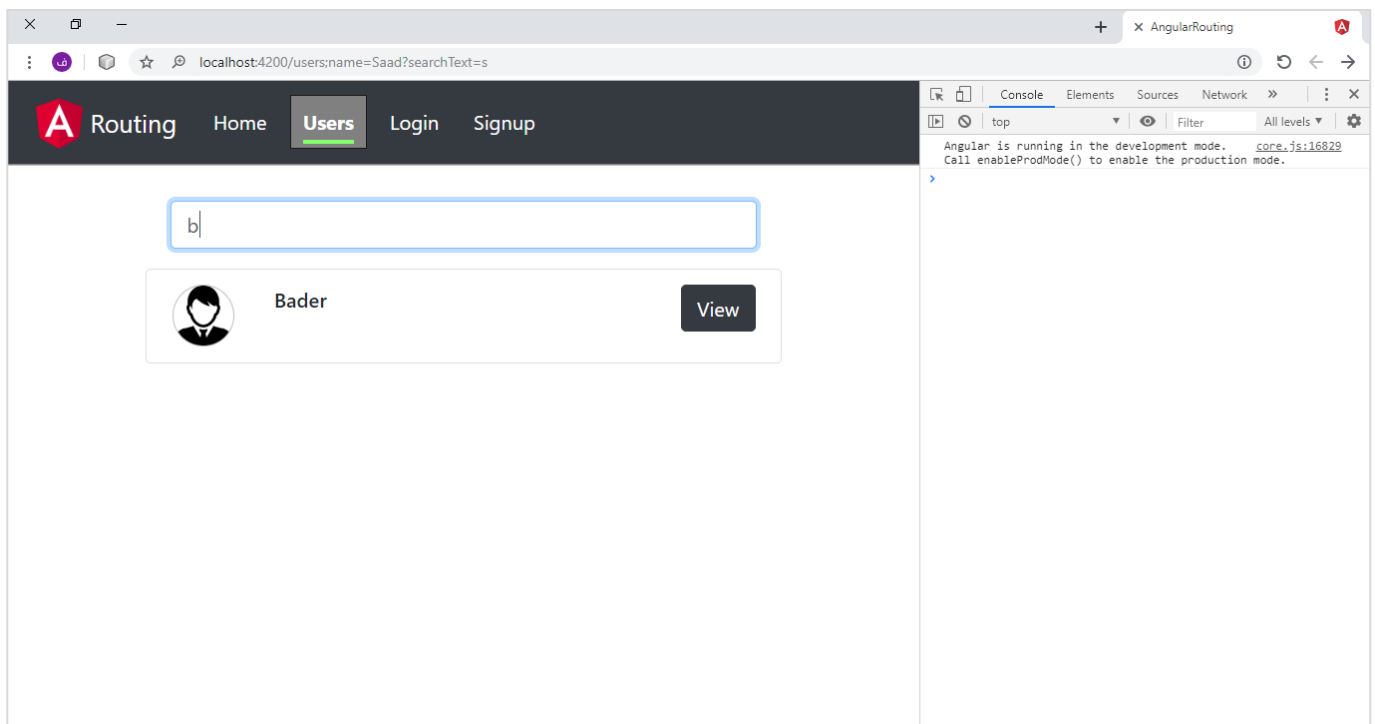 AngularRouting
ف
localhost:4200/users;name=Saad?searchText=s
Routing Home Users Login Signup
b
Bader
View
Console Elements Sources Network »
top Filter All levels
Angular is running in the development mode. core.js:16829
Call enableProdMode() to enable the production mode.